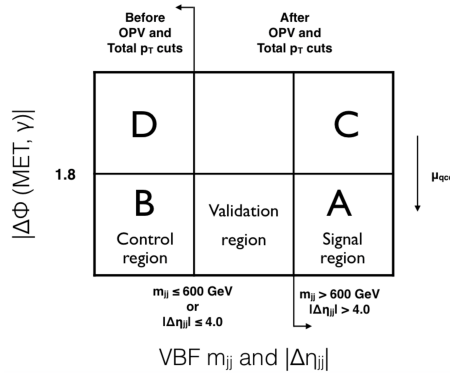 Before
OPV and
Total pT cuts
After
OPV and
Total pT cuts
|ΔΦ (MET, γ)|
1.8
D
C
μqcd
B
Control
region
Validation
region
A
Signal
region
mjj ≤ 600 GeV
or
|Δηjj| ≤ 4.0
mjj > 600 GeV
|Δηjj| > 4.0
VBF mjj and |Δηjj|